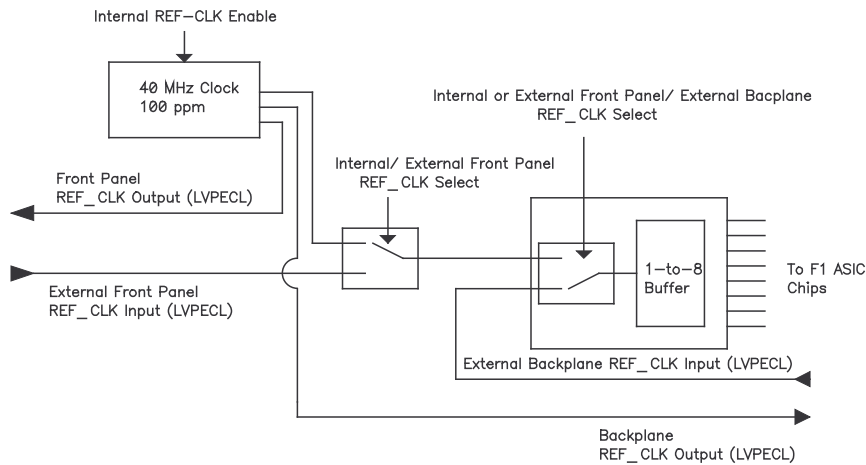 Internal REF-CLK Enable
40 MHz Clock
100 ppm
Internal or External Front Panel/ External Bacplane
REF_CLK Select
Internal/ External Front Panel
REF_CLK Select
Front Panel
REF_CLK Output (LVPECL)
1-to-8
Buffer
To F1 ASIC
Chips
External Front Panel
REF_CLK Input (LVPECL)
External Backplane REF_CLK Input (LVPECL)
Backplane
REF_CLK Output (LVPECL)